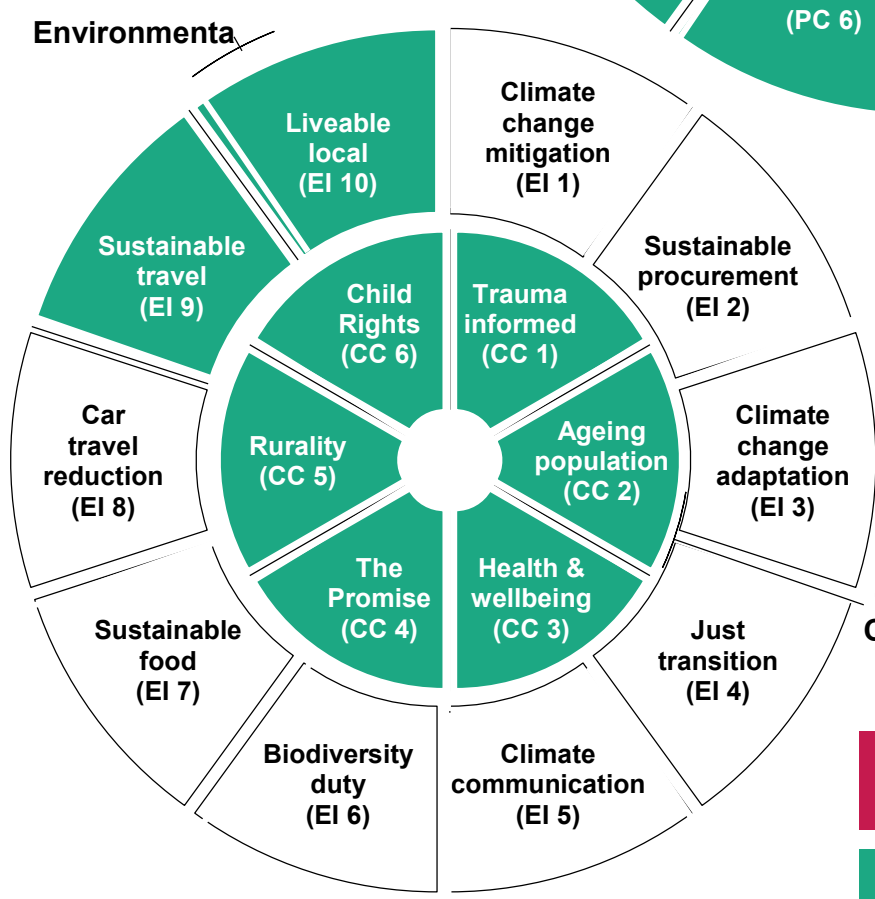 Environmenta
(PC 6)
Climate
change
mitigation
(EI 1)
Sustainable
procurement
(EI 2)
Climate
change
adaptation
(EI 3)
Just
transition
(EI 4)
Climate
communication
(EI 5)
Biodiversity
duty
(EI 6)
Sustainable
food
(EI 7)
Car
travel
reduction
(EI 8)
Sustainable
travel
(EI 9)
Liveable
local
(EI 10)
Trauma
informed
(CC 1)
Ageing
population
(CC 2)
Health &
wellbeing
(CC 3)
The
Promise
(CC 4)
Rurality
(CC 5)
Child
Rights
(CC 6)